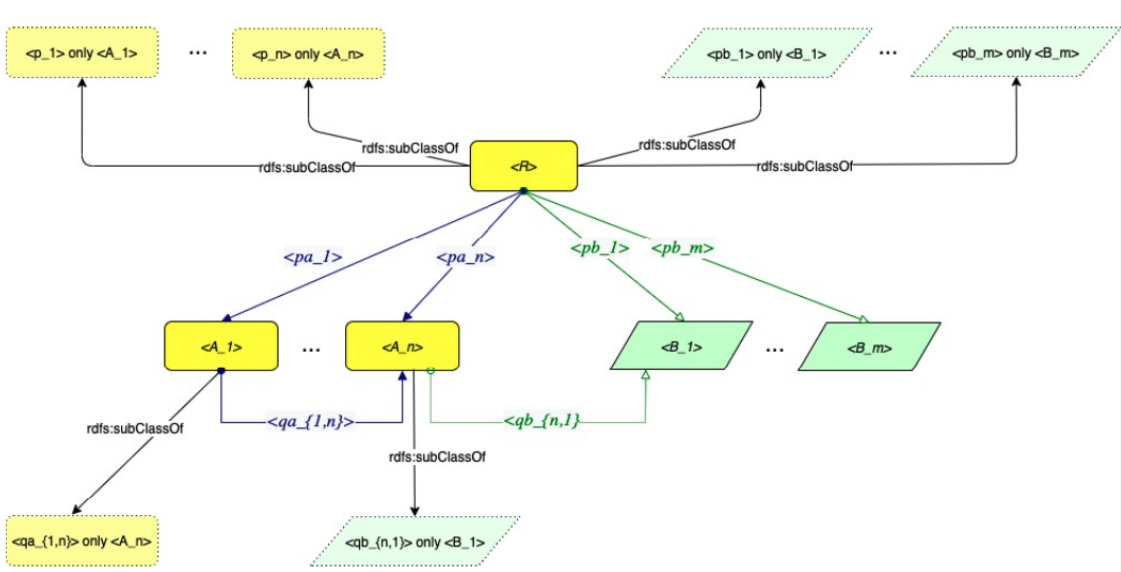 <p_1> only <A_1>
...
<p_n> only <A_n>
<pb_1> only <B_1>
...
<pb_m> only <B_m>
rdfs:subClassOf
rdfs:subClassOf
rdfs:subClassOf
rdfs:subClassOf
<R>
<pa_1>
<pa_n>
<pb_1>
<pb_m>
<A_1>
...
<A_n>
<B_1>
...
<B_m>
<qa_{1,n}>
<qb_{n,1}
rdfs:subClassOf
rdfs:subClassOf
<qa_{1,n}> only <A_n>
<qb_{n,1}> only <B_1>